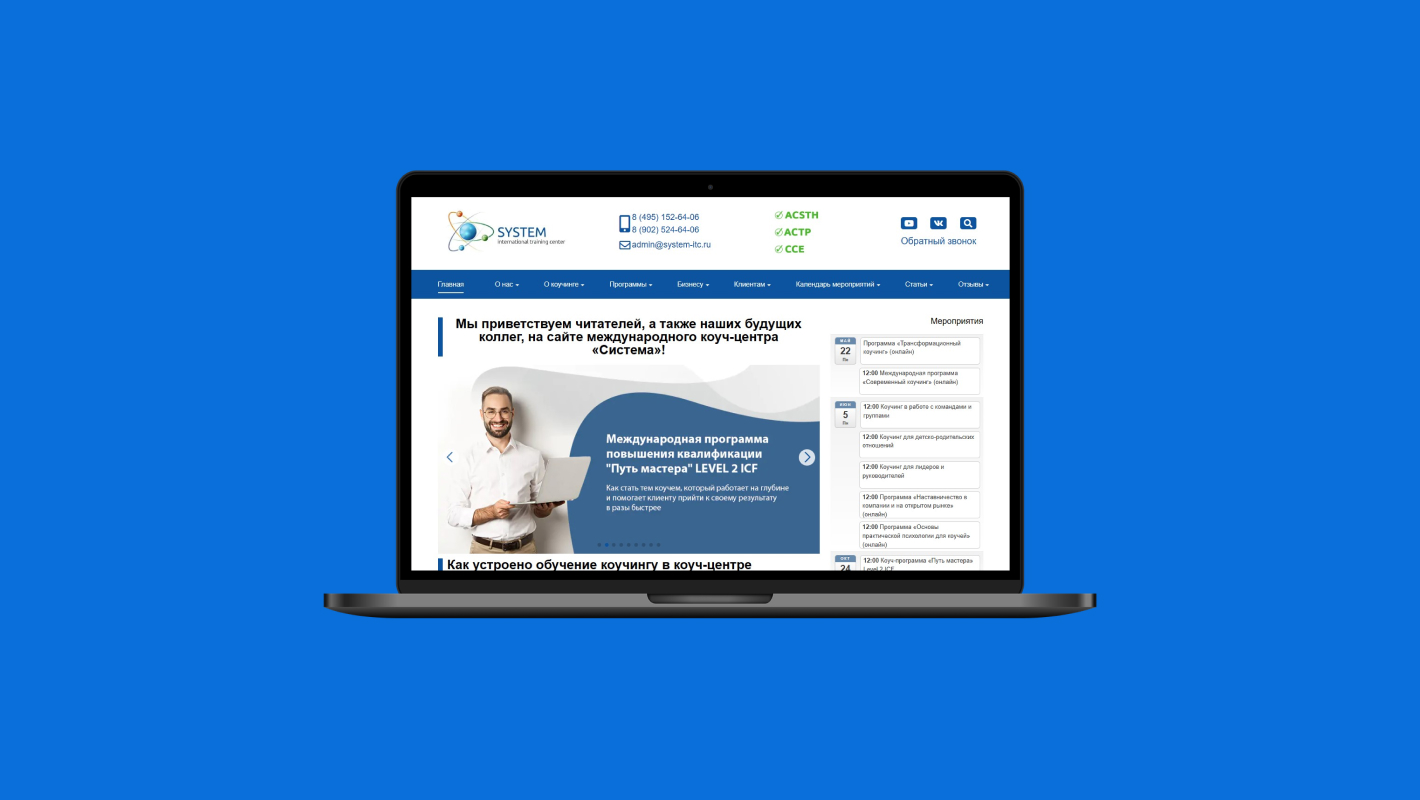 SYSTEM
international training center
8 (495) 152-64-06
8 (902) 524-64-06
admin@system-itc.ru
ACSTH
ACTP
CCE
Обратный звонок
Главная О нас О коучинге Программы Бизнесу Клиентам Календарь мероприятий Статьи Отзывы
Мы приветствуем читателей, а также наших будущих
коллег, на сайте международного коуч-центра
«Система»!
Международная программа
повышения квалификации
"Путь мастера" LEVEL 2 ICF
Как стать тем коучем, который работает на глубине
и помогает клиенту прийти к своему результату
в разы быстрее
Как устроено обучение коучингу в коуч-центре
Мероприятия
МАЙ
22
Пн
Программа «Трансформационный
коучинг» (онлайн)
12:00 Международная программа
«Современный коучинг» (онлайн)
ИЮН
5
Пн
12:00 Коучинг в работе с командами и
группами
12:00 Коучинг для детско-родительских
отношений
12:00 Коучинг для лидеров и
руководителей
12:00 Программа «Наставничество в
компании и на открытом рынке»
(онлайн)
12:00 Программа «Основы
практической психологии для коучей»
(онлайн)
ОКТ
24
12:00 Коуч-программа «Путь мастера»
Level 2 ICF